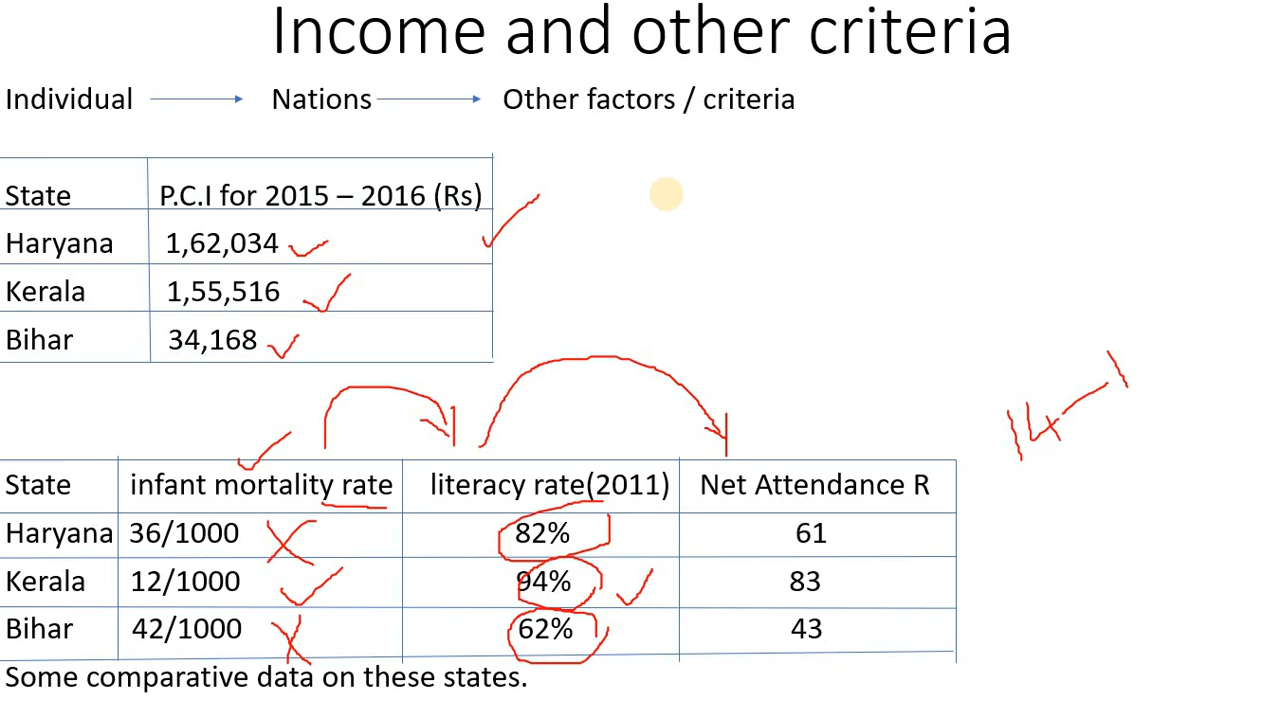 Income and other criteria
Individual Nations Other factors / criteria
State P.C.I for 2015 – 2016 (Rs)
Haryana 1,62,034
Kerala 1,55,516
Bihar 34,168
14
State infant mortality rate literacy rate(2011) Net Attendance R
Haryana 36/1000 82% 61
Kerala 12/1000 94% 83
Bihar 42/1000 62% 43
Some comparative data on these states.